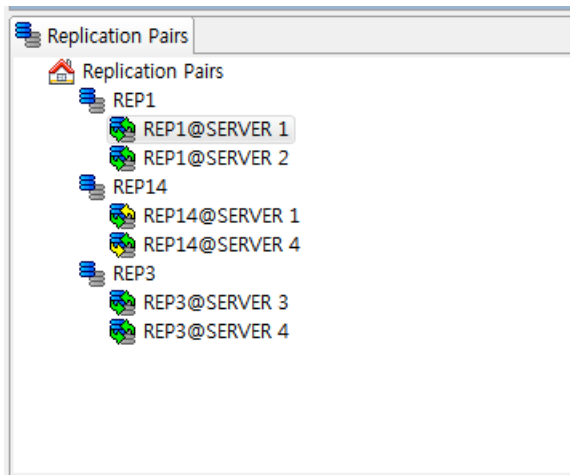 Replication Pairs
Replication Pairs
REP1
REP1@SERVER 1
REP1@SERVER 2
REP14
REP14@SERVER 1
REP14@SERVER 4
REP3
REP3@SERVER 3
REP3@SERVER 4